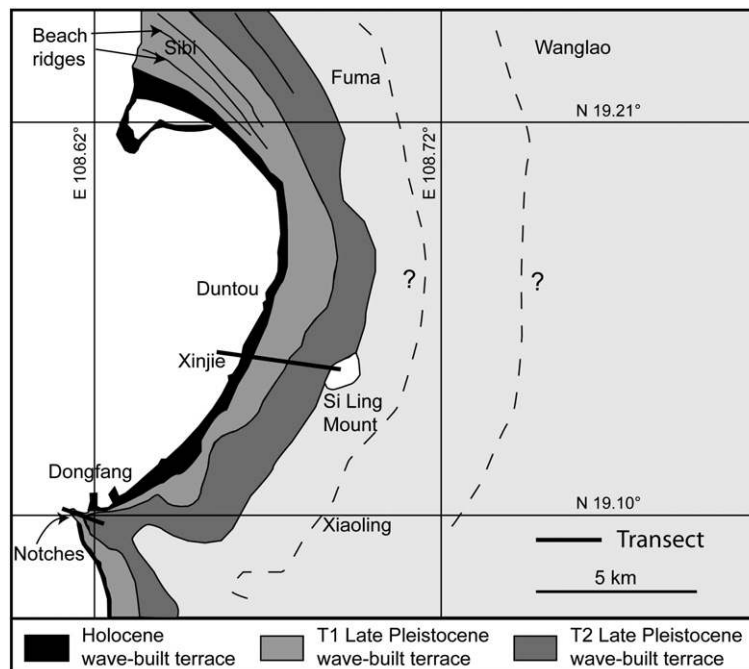 Beach
ridges
Sibi
Fuma
Wanglao
N 19.21°
E 108.62°
E 108.72°
Duntou
?
?
Xinjie
Si Ling
Mount
Dongfang
N 19.10°
Notches
Xiaoling
Transect
5 km
Holocene
wave-built terrace
T1 Late Pleistocene
wave-built terrace
T2 Late Pleistocene
wave-built terrace